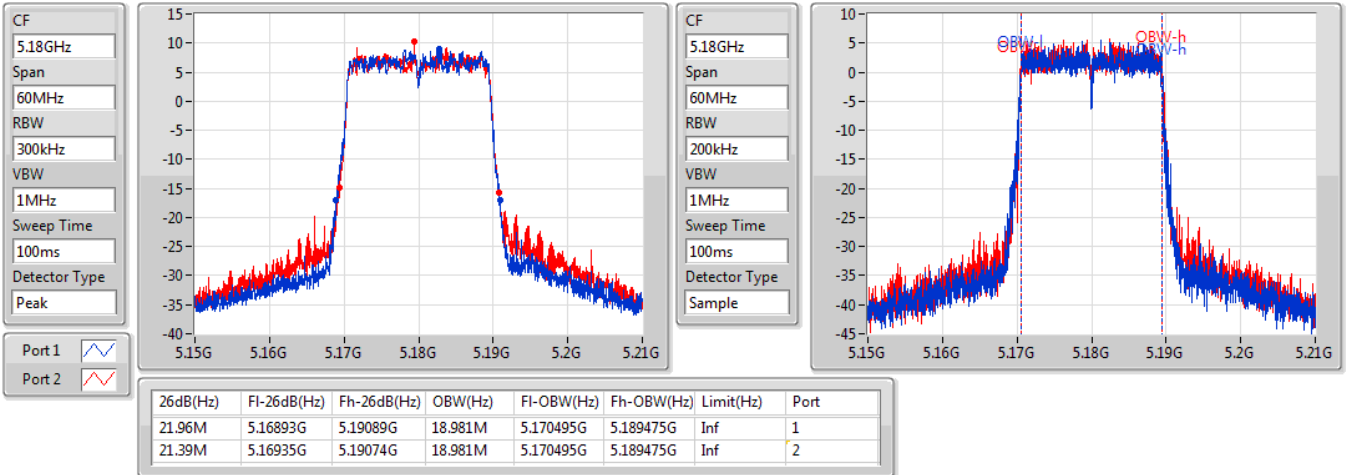 CF
5.18GHz
Span
60MHz
RBW
300kHz
VBW
1MHz
Sweep Time
100ms
Detector Type
Peak
Port 1
Port 2
15
10
5
0
-5
-10
-15
-20
-25
-30
-35
-40
5.15G 5.16G 5.17G 5.18G 5.19G 5.2G 5.21G
CF
5.18GHz
Span
60MHz
RBW
200kHz
VBW
1MHz
Sweep Time
100ms
Detector Type
Sample
10
5
0
-5
-10
-15
-20
-25
-30
-35
-40
-45
OBW-h
OBW-h
5.15G 5.16G 5.17G 5.18G 5.19G 5.2G 5.21G
26dB(Hz) Fl-26dB(Hz) Fh-26dB(Hz) OBW(Hz) Fl-OBW(Hz) Fh-OBW(Hz) Limit(Hz) Port
21.96M 5.16893G 5.19089G 18.981M 5.170495G 5.189475G Inf 1
21.39M 5.16935G 5.19074G 18.981M 5.170495G 5.189475G Inf 2